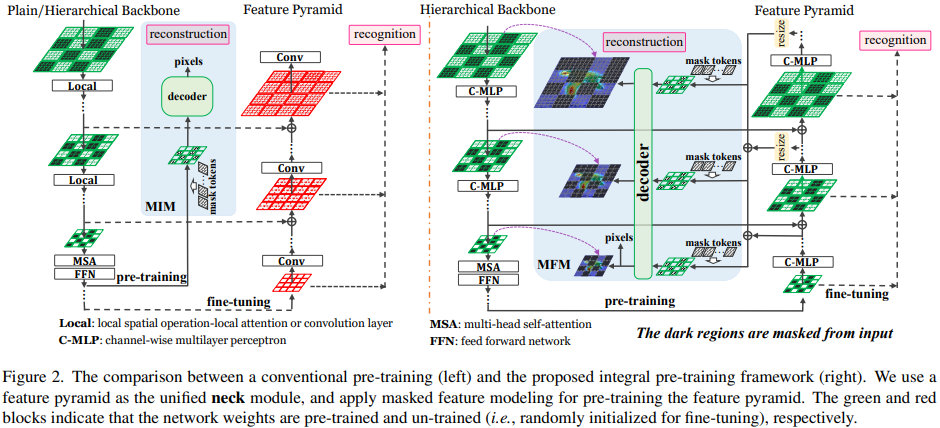 Plain/Hierarchical Backbone
Feature Pyramid
reconstruction
recognition
pixels
Conv
Local
decoder
Conv
Local
mask tokens
MIM
MSA
FFN
Conv
pre-training
fine-tuning
Local: local spatial operation-local attention or convolution layer
C-MLP: channel-wise multilayer perceptron
Hierarchical Backbone
Feature Pyramid
reconstruction
resize
recognition
mask tokens
C-MLP
C-MLP
decoder
resize
mask tokens
C-MLP
C-MLP
pixels
mask tokens
MSA
FFN
MFM
C-MLP
pre-training
fine-tuning
MSA: multi-head self-attention
FFN: feed forward network
The dark regions are masked from input
Figure 2. The comparison between a conventional pre-training (left) and the proposed integral pre-training framework (right). We use a
feature pyramid as the unified neck module, and apply masked feature modeling for pre-training the feature pyramid. The green and red
blocks indicate that the network weights are pre-trained and un-trained (i.e., randomly initialized for fine-tuning), respectively.